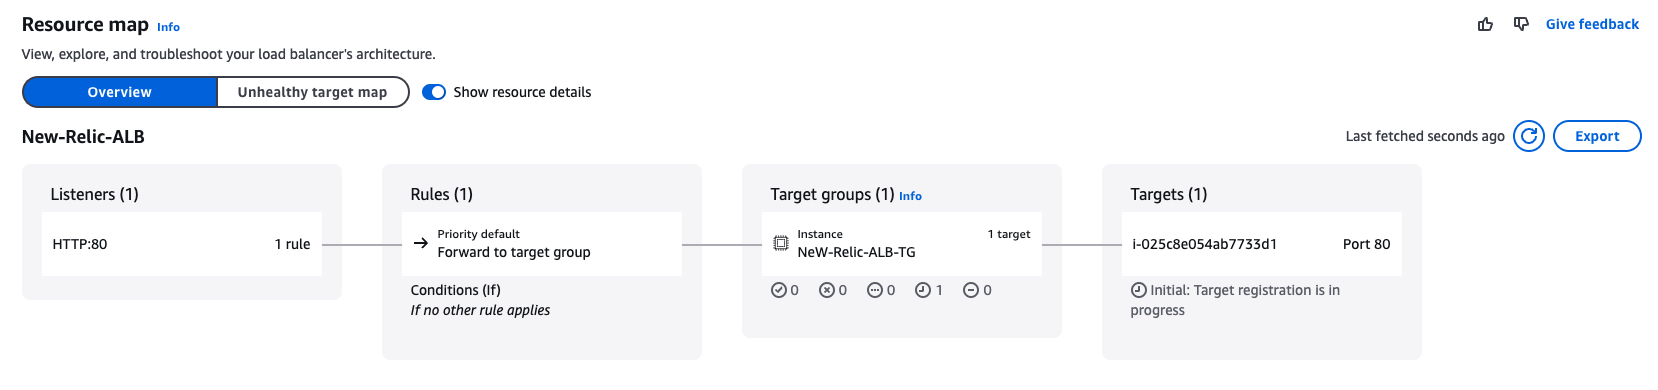 Resource map Info
Give feedback
View, explore, and troubleshoot your load balancer's architecture.
Overview
Unhealthy target map
Show resource details
New-Relic-ALB
Last fetched seconds ago
Export
Listeners (1)
HTTP:80
1 rule
Rules (1)
Priority default
Forward to target group
Conditions (If)
If no other rule applies
Target groups (1) Info
Instance
1 target
NeW-Relic-ALB-TG
0
0
0
1
0
Targets (1)
i-025c8e054ab7733d1
Port 80
Initial: Target registration is in
progress